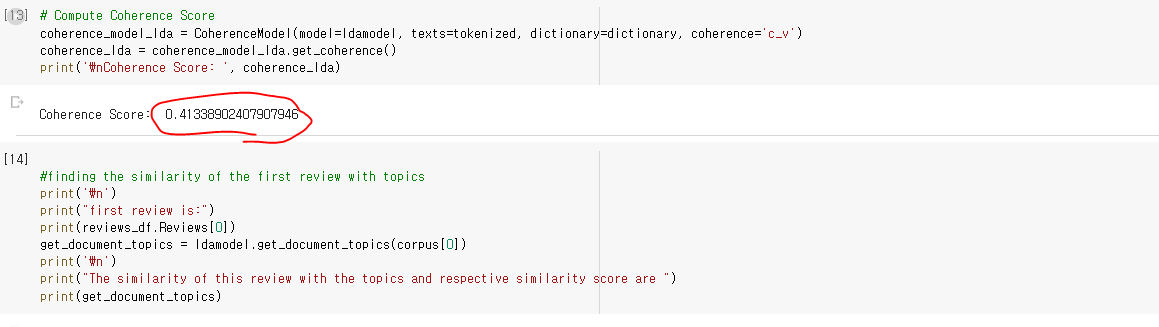 [13]
# Compute Coherence Score
coherence_model_lda = CoherenceModel(model=ldamodel, texts=tokenized, dictionary=dictionary, coherence='c_v')
coherence_lda = coherence_model_lda.get_coherence()
print('₩nCoherence Score: ', coherence_lda)
Coherence Score:  0.41338902407907946
[14]
#finding the similarity of the first review with topics
print('₩n')
print("first review is:")
print(reviews_df.Reviews[0])
get_document_topics = ldamodel.get_document_topics(corpus[0])
print('₩n')
print("The similarity of this review with the topics and respective similarity score are ")
print(get_document_topics)